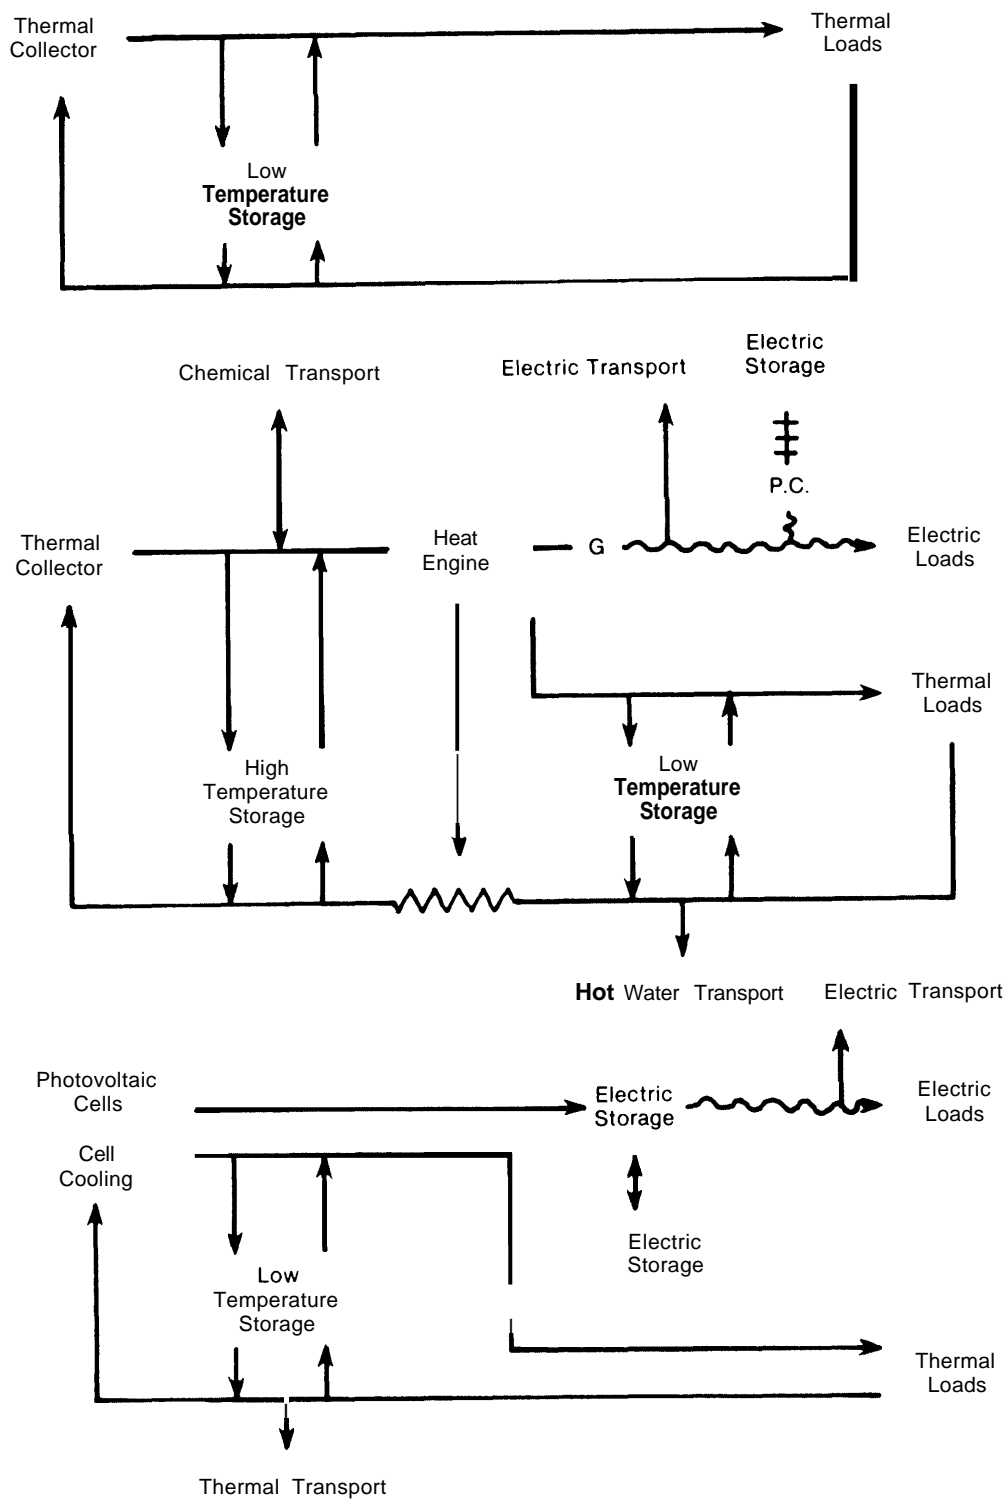 Thermal
Collector
Thermal
Loads
Low
Temperature
Storage
Chemical Transport
Electric Transport
Electric
Storage
P.C.
Thermal
Collector
Heat
Engine
G
Electric
Loads
Thermal
Loads
High
Temperature
Storage
Low
Temperature
Storage
Hot Water Transport
Electric Transport
Photovoltaic
Cells
Electric
Storage
Electric
Loads
Cell
Cooling
Electric
Storage
Low
Temperature
Storage
Thermal
Loads
Thermal Transport